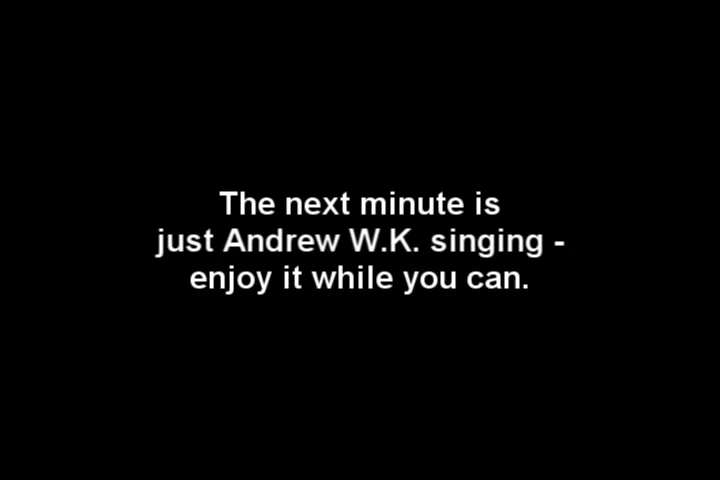 The next minute is
just Andrew W.K. singing -
enjoy it while you can.